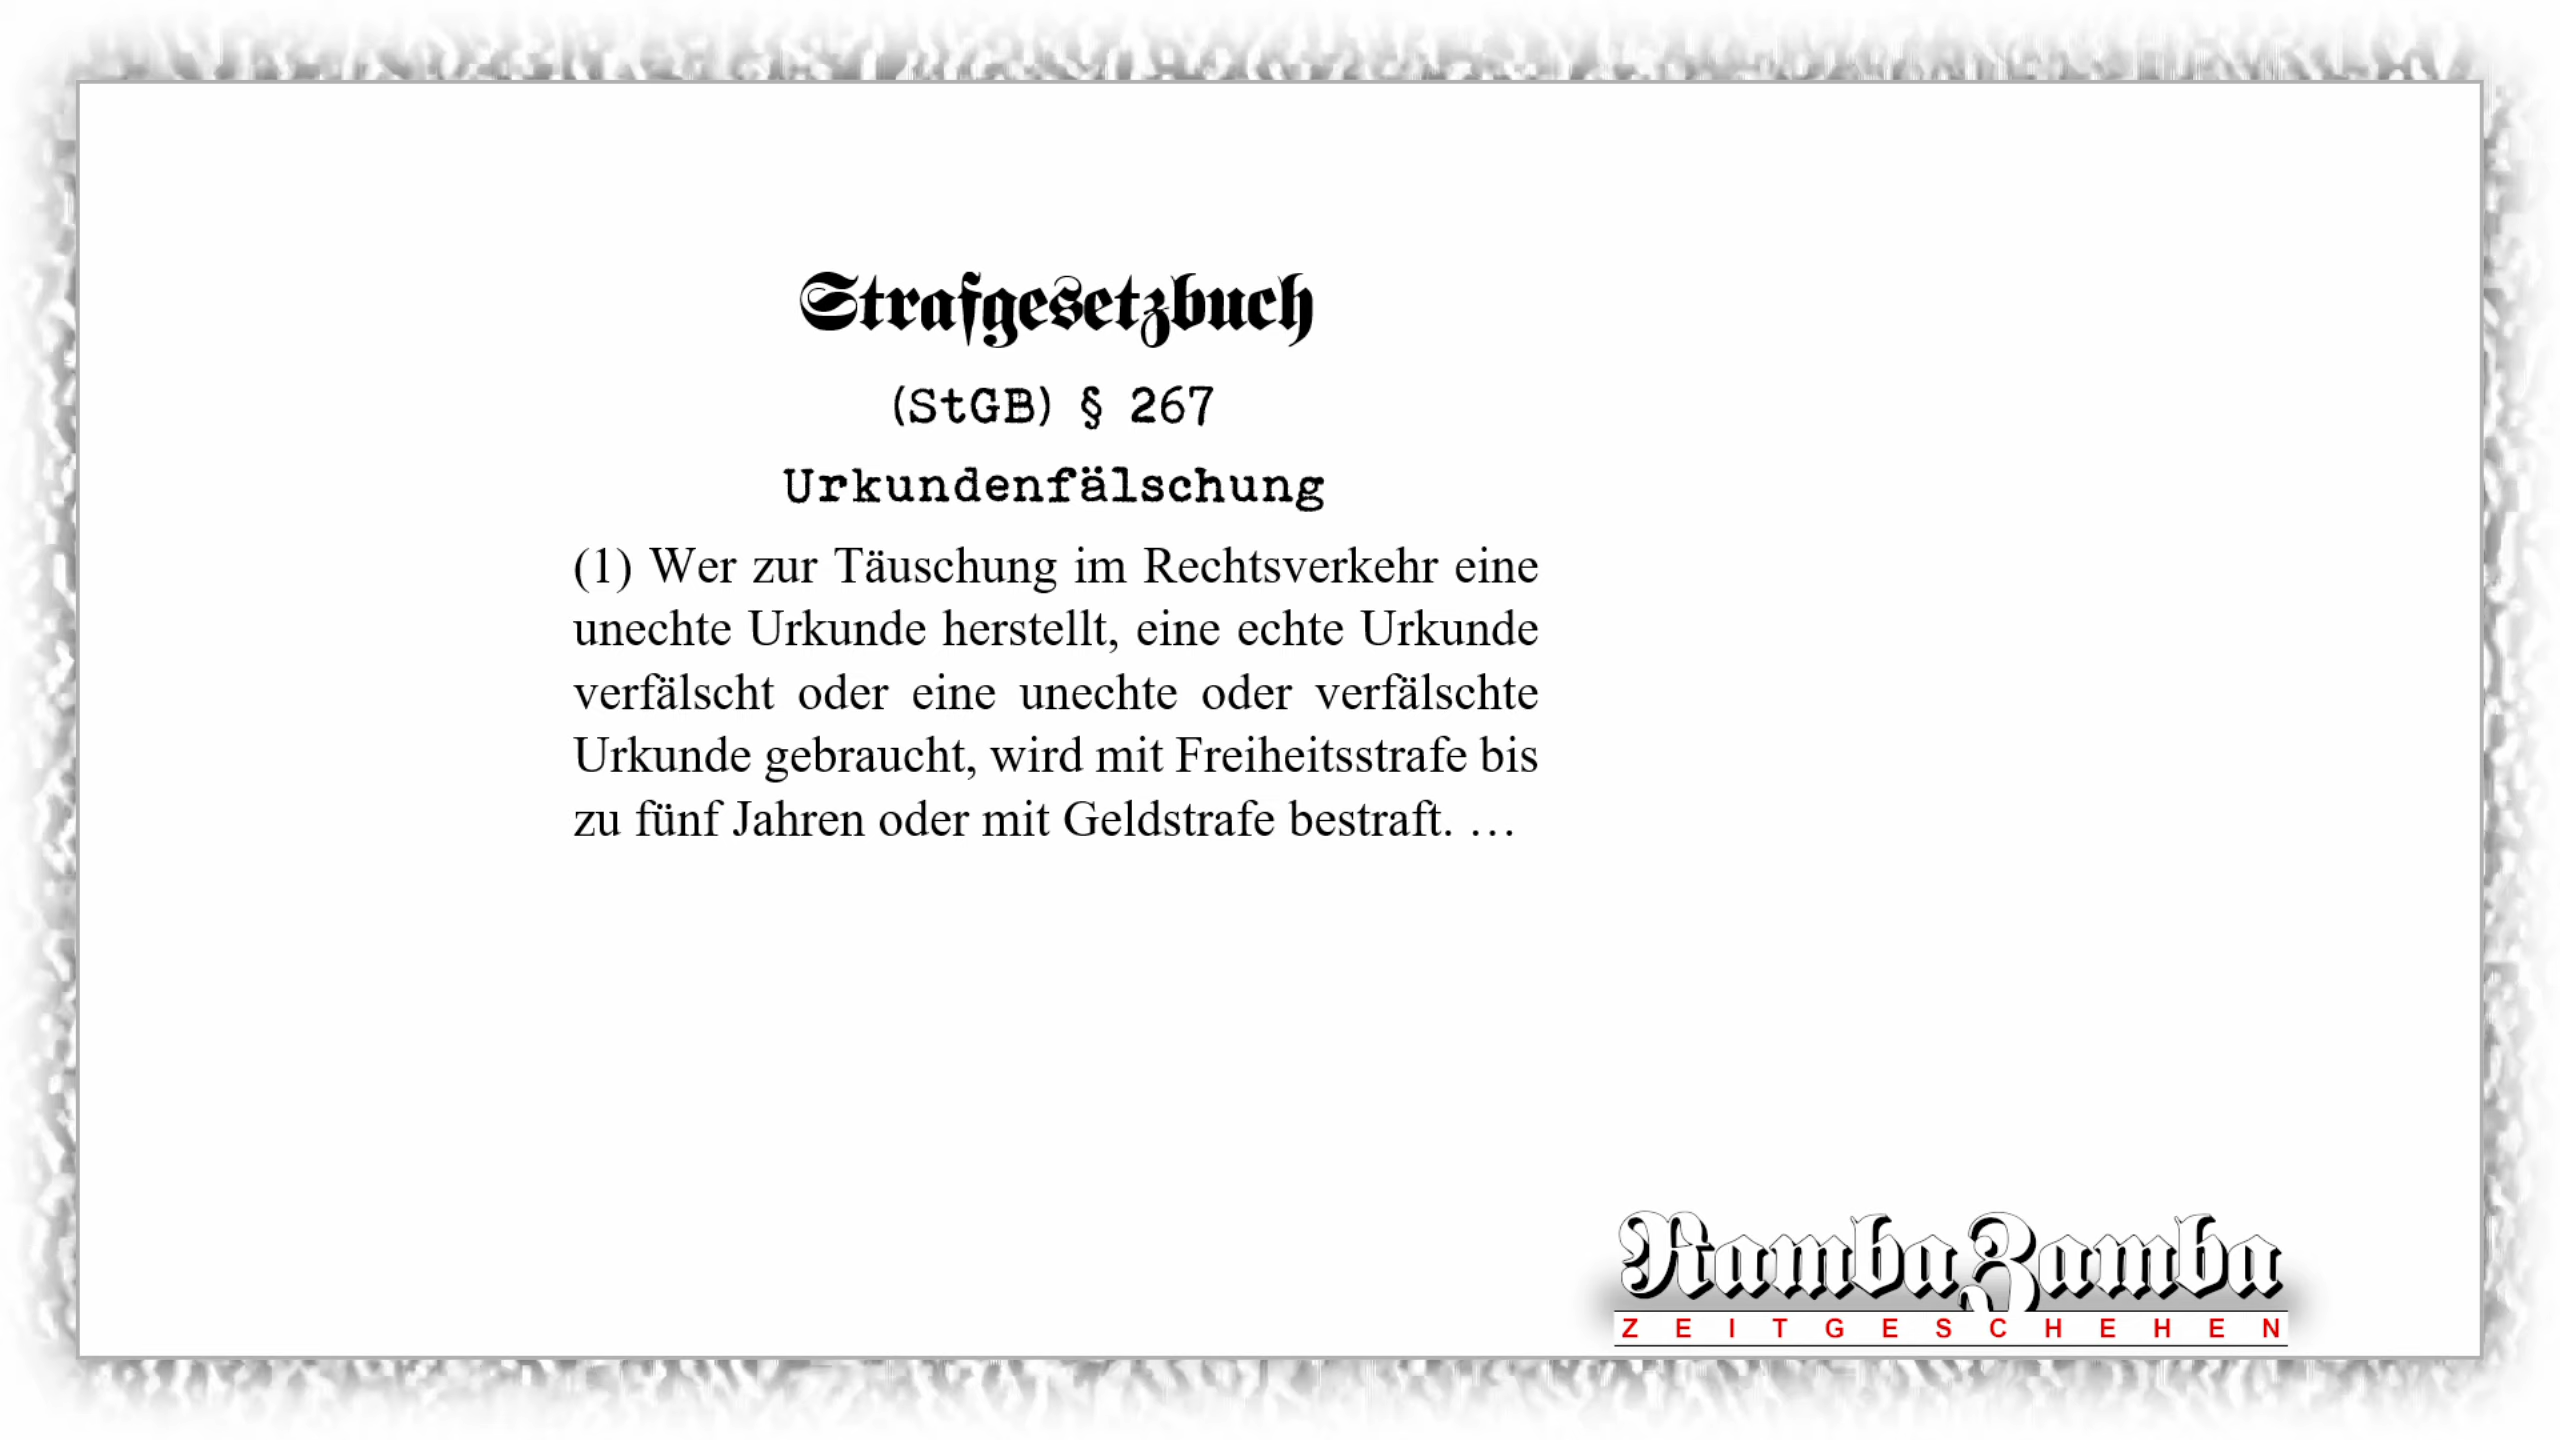 Strafgesetzbuch
(StGB) § 267
Urkundenfälschung
(1) Wer zur Täuschung im Rechtsverkehr eine
unechte Urkunde herstellt, eine echte Urkunde
verfälscht oder eine unechte oder verfälschte
Urkunde gebraucht, wird mit Freiheitsstrafe bis
zu fünf Jahren oder mit Geldstrafe bestraft. …
RambaZamba
ZEITGESCHEHEN